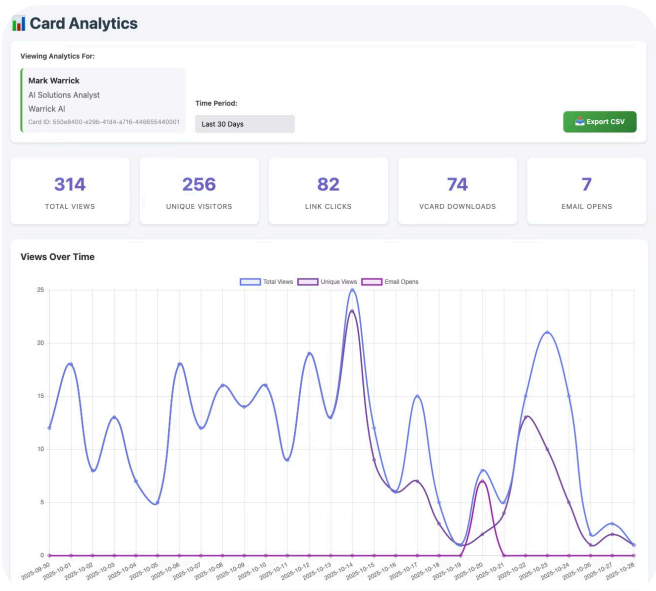 Card Analytics
Viewing Analytics For:
Mark Warrick
AI Solutions Analyst
Warrick AI
Card ID: 550e8400-e29b-41d4-a716-446655440001
Time Period:
Last 30 Days
Export CSV
314
TOTAL VIEWS
256
UNIQUE VISITORS
82
LINK CLICKS
74
VCARD DOWNLOADS
7
EMAIL OPENS
Views Over Time
Total Views Unique Views Email Opens
25
20
15
10
5
0
2025-09-30
2025-10-01
2025-10-02
2025-10-03
2025-10-04
2025-10-05
2025-10-06
2025-10-07
2025-10-08
2025-10-09
2025-10-10
2025-10-11
2025-10-12
2025-10-13
2025-10-14
2025-10-15
2025-10-16
2025-10-17
2025-10-18
2025-10-19
2025-10-20
2025-10-21
2025-10-22
2025-10-23
2025-10-24
2025-10-26
2025-10-27
2025-10-28